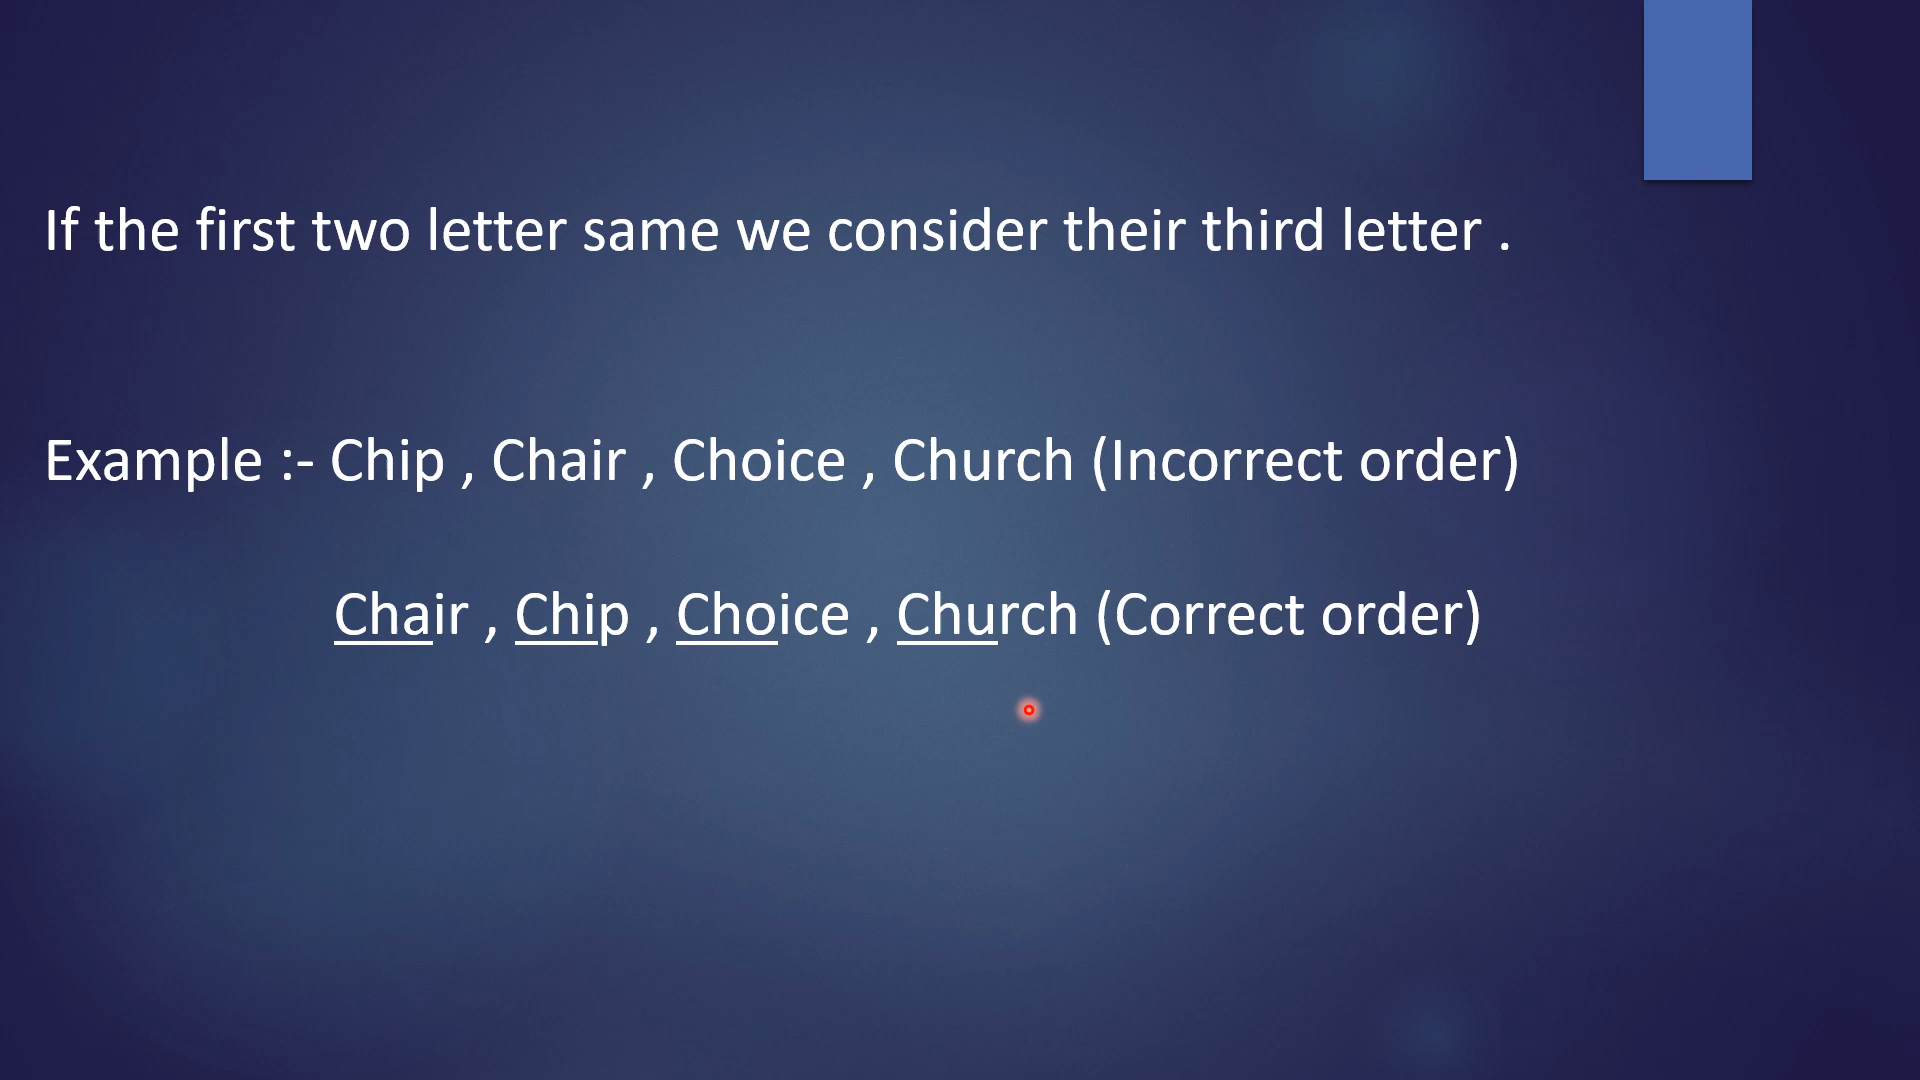 If the first two letter same we consider their third letter .
Example :- Chip , Chair , Choice , Church (Incorrect order)
Chair , Chip , Choice , Church (Correct order)